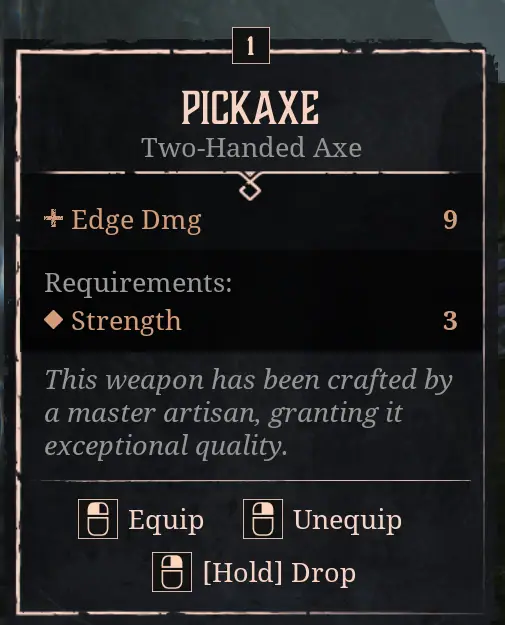 1
PICKAXE
Two-Handed Axe
Edge Dmg 9
Requirements:
Strength 3
This weapon has been crafted by
a master artisan, granting it
exceptional quality.
Equip Unequip
[Hold] Drop